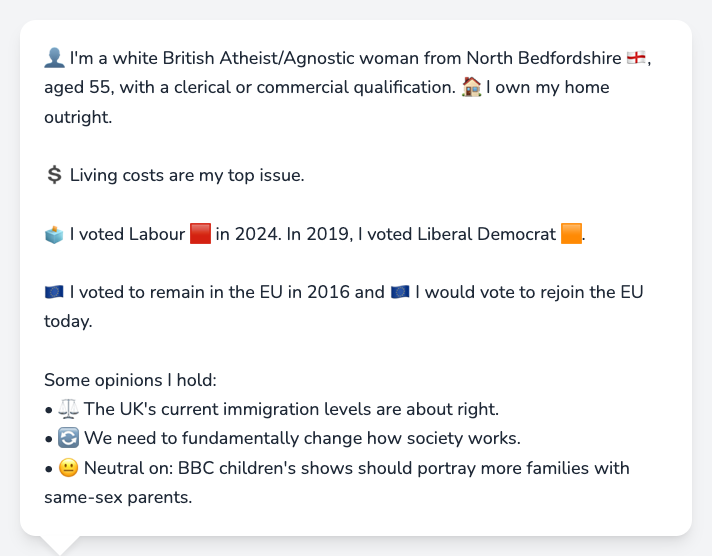 👤 I'm a white British Atheist/Agnostic woman from North Bedfordshire 🏴󠁧󠁢󠁥󠁮󠁧󠁿,
aged 55, with a clerical or commercial qualification. 🏠 I own my home
outright.
💲 Living costs are my top issue.
🗳️ I voted Labour 🟥 in 2024. In 2019, I voted Liberal Democrat 🟧.
🇪🇺 I voted to remain in the EU in 2016 and 🇪🇺 I would vote to rejoin the EU
today.
Some opinions I hold:
• ⚖️ The UK's current immigration levels are about right.
• 🔄 We need to fundamentally change how society works.
• 😐 Neutral on: BBC children's shows should portray more families with
same-sex parents.